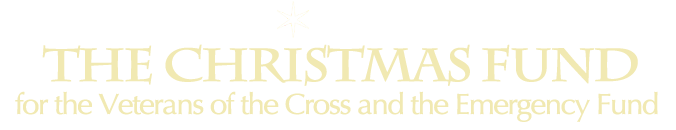 THE CHRISTMAS FUND
for the Veterans of the Cross and the Emergency Fund